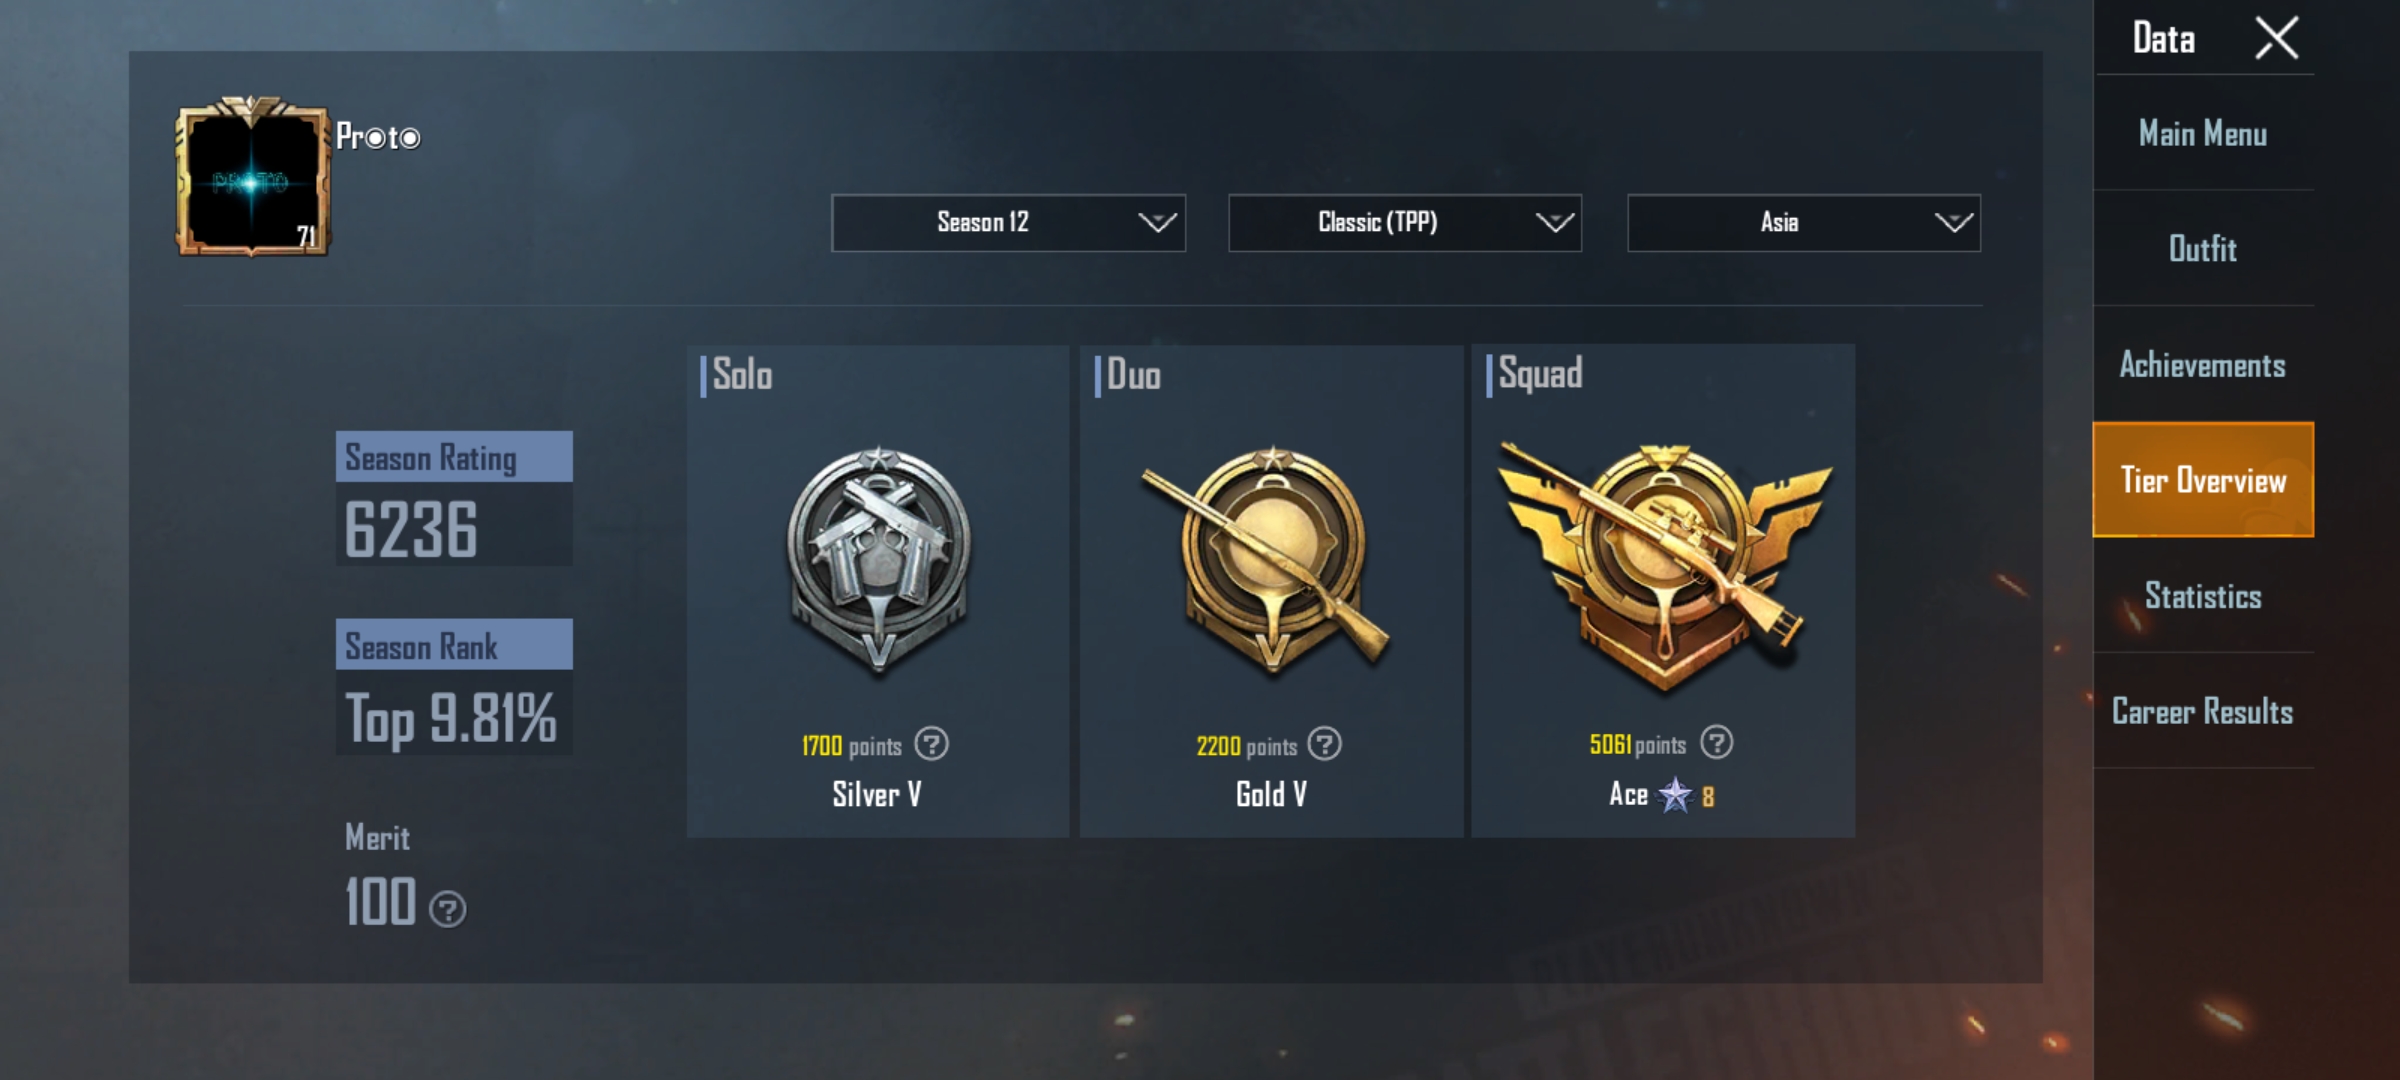 Data
Pr◉t◉
PROTO
71
Season 12
Classic (TPP)
Asia
Main Menu
Outfit
Achievements
Tier Overview
Statistics
Career Results
Season Rating
6236
Season Rank
Top 9.81%
Merit
100 ?
Solo
V
1700 points ?
Silver V
Duo
V
2200 points ?
Gold V
Squad
5061 points ?
Ace 8
PLAYERUNKNOWN'S
BATTLEGROUNDS